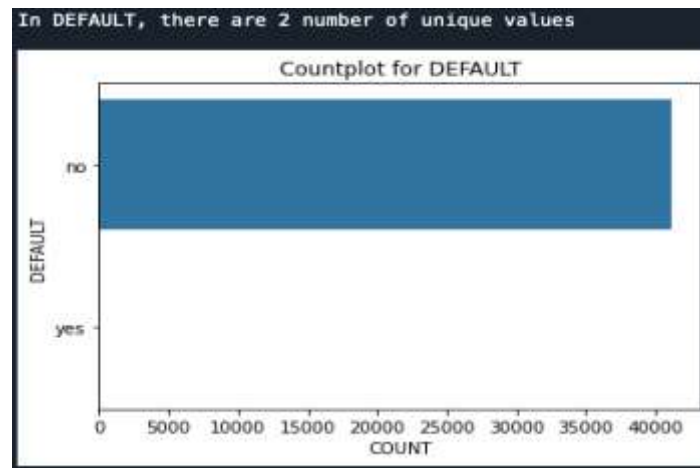 In DEFAULT, there are 2 number of unique values
Countplot for DEFAULT
no
DEFAULT
yes
0 5000 10000 15000 20000 25000 30000 35000 40000
COUNT